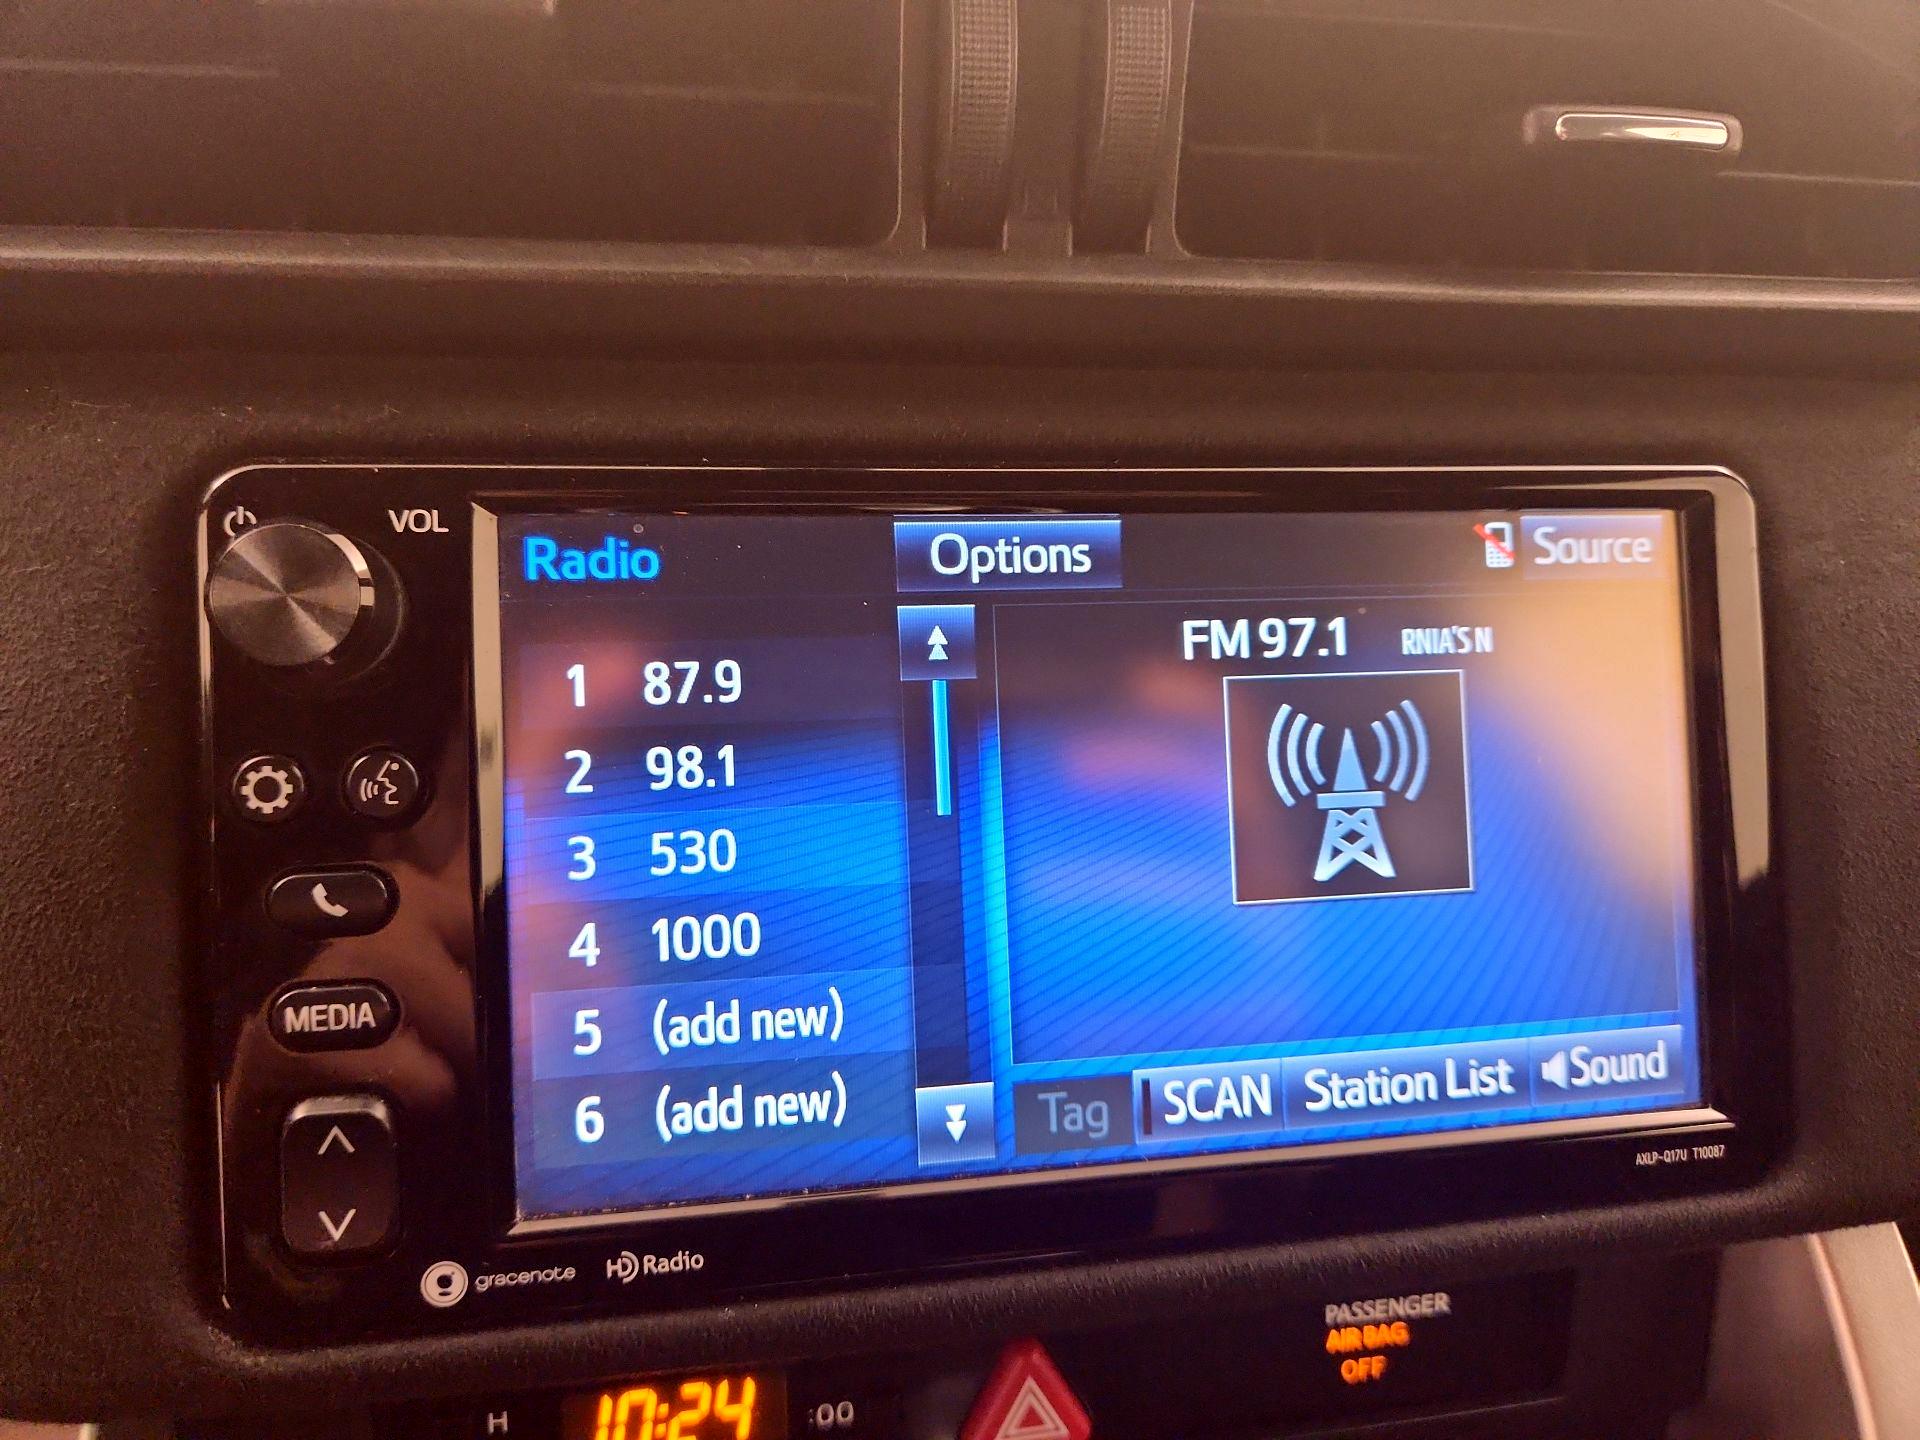 VOL
Radio
Options
Source
FM 97.1 RNIA'S N
1 87.9
2 98.1
3 530
4 1000
5 (add new)
6 (add new)
MEDIA
Tag
SCAN
Station List
Sound
AXLP-Q17U T10087
gracenote
HD Radio
PASSENGER
AIR BAG
OFF
H
10:24
:00